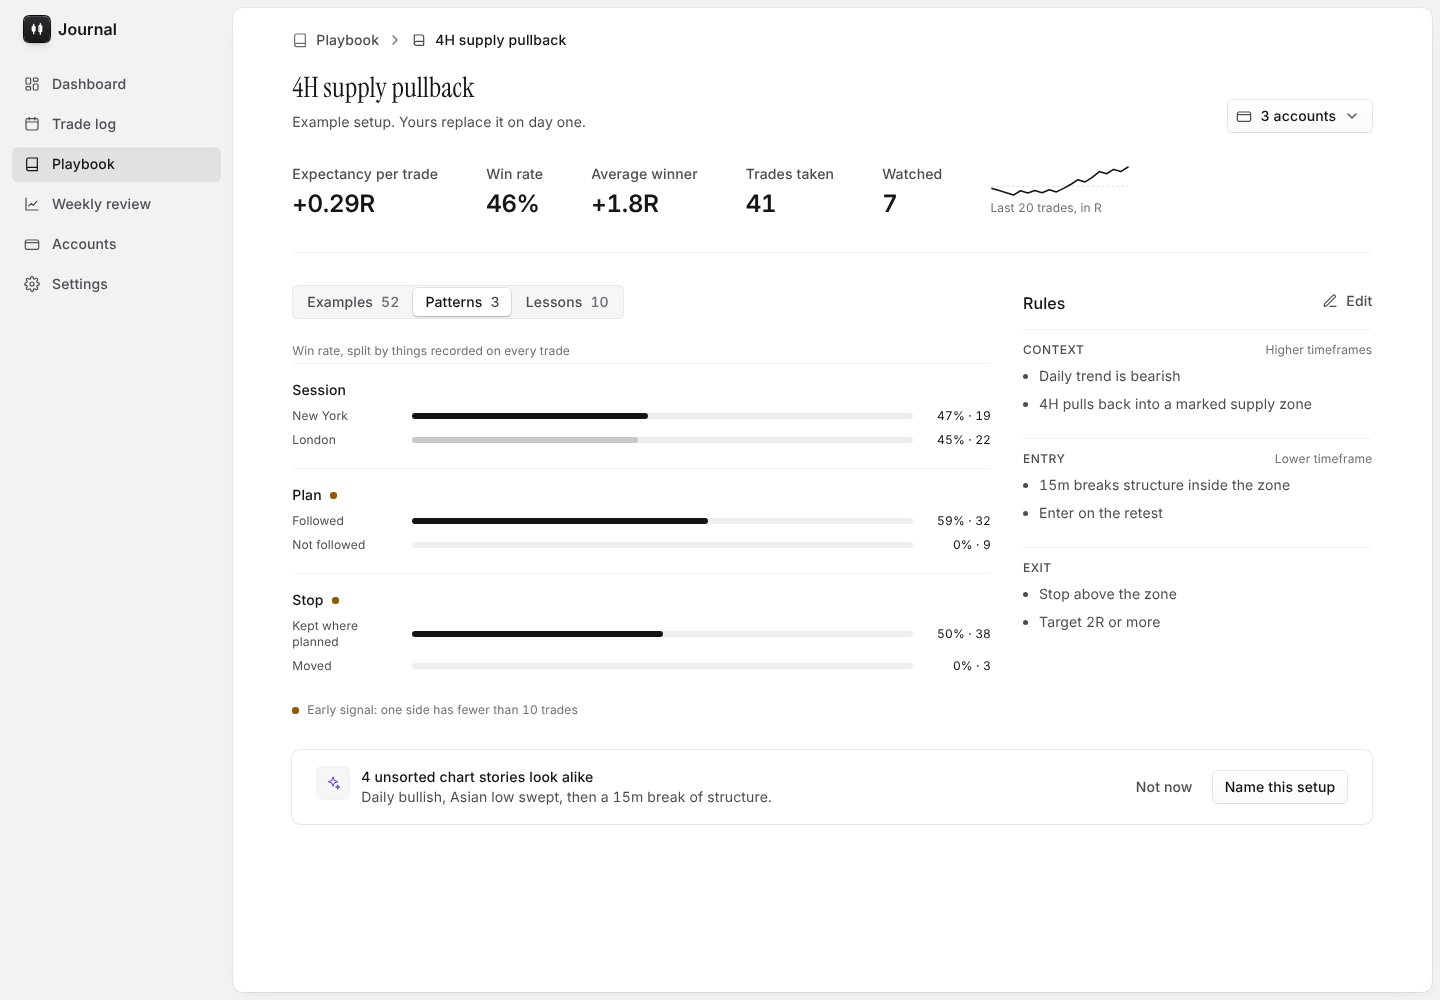 Journal
Dashboard
Trade log
Playbook
Weekly review
Accounts
Settings
Playbook > 4H supply pullback
4H supply pullback
Example setup. Yours replace it on day one.
3 accounts
Expectancy per trade
+0.29R
Win rate
46%
Average winner
+1.8R
Trades taken
41
Watched
7
Last 20 trades, in R
Examples 52
Patterns 3
Lessons 10
Win rate, split by things recorded on every trade
Session
New York 47% · 19
London 45% · 22
Plan
Followed 59% · 32
Not followed 0% · 9
Stop
Kept where
planned 50% · 38
Moved 0% · 3
Early signal: one side has fewer than 10 trades
Rules
Edit
CONTEXT Higher timeframes
• Daily trend is bearish
• 4H pulls back into a marked supply zone
ENTRY Lower timeframe
• 15m breaks structure inside the zone
• Enter on the retest
EXIT
• Stop above the zone
• Target 2R or more
4 unsorted chart stories look alike
Daily bullish, Asian low swept, then a 15m break of structure.
Not now
Name this setup